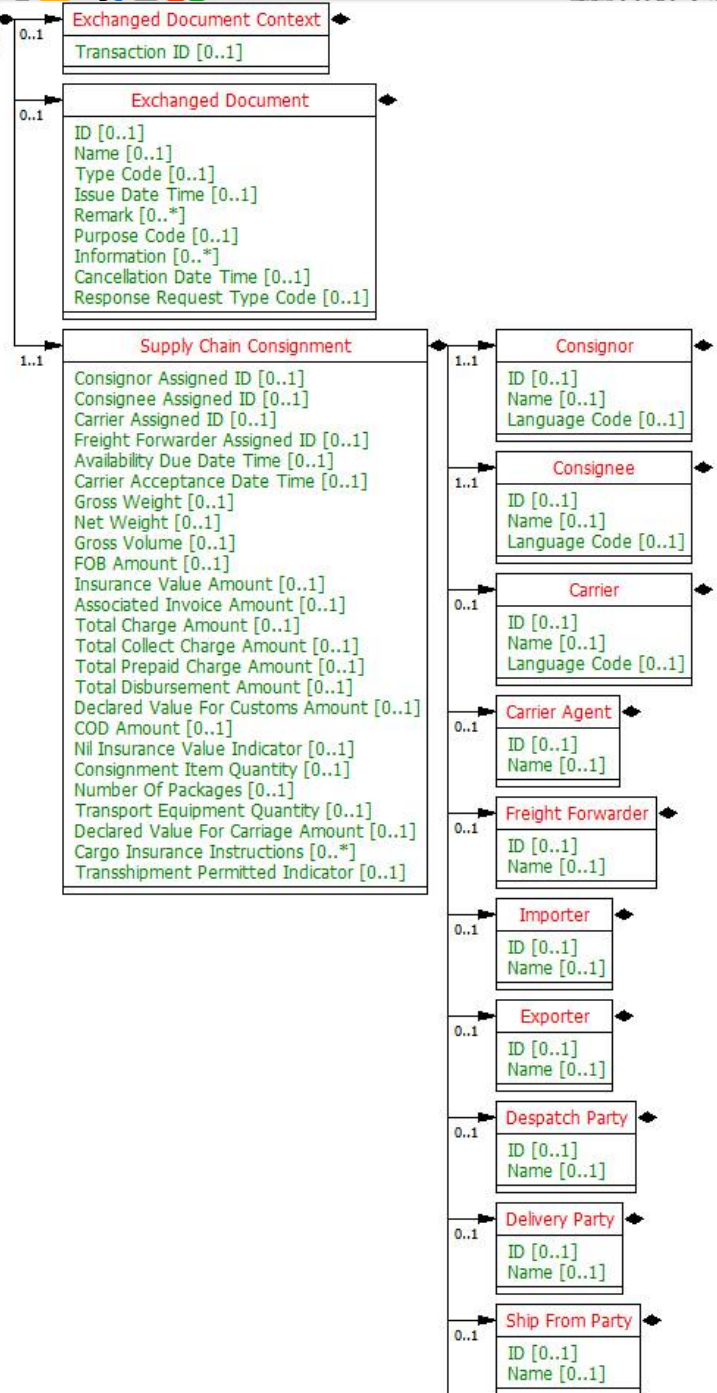 Exchanged Document Context
0..1
Transaction ID [0..1]
Exchanged Document
0..1
ID [0..1]
Name [0..1]
Type Code [0..1]
Issue Date Time [0..1]
Remark [0..*]
Purpose Code [0..1]
Information [0..*]
Cancellation Date Time [0..1]
Response Request Type Code [0..1]
Supply Chain Consignment
1..1
Consignor Assigned ID [0..1]
Consignee Assigned ID [0..1]
Carrier Assigned ID [0..1]
Freight Forwarder Assigned ID [0..1]
Availability Due Date Time [0..1]
Carrier Acceptance Date Time [0..1]
Gross Weight [0..1]
Net Weight [0..1]
Gross Volume [0..1]
FOB Amount [0..1]
Insurance Value Amount [0..1]
Associated Invoice Amount [0..1]
Total Charge Amount [0..1]
Total Collect Charge Amount [0..1]
Total Prepaid Charge Amount [0..1]
Total Disbursement Amount [0..1]
Declared Value For Customs Amount [0..1]
COD Amount [0..1]
Nil Insurance Value Indicator [0..1]
Consignment Item Quantity [0..1]
Number Of Packages [0..1]
Transport Equipment Quantity [0..1]
Declared Value For Carriage Amount [0..1]
Cargo Insurance Instructions [0..*]
Transshipment Permitted Indicator [0..1]
Consignor
1..1
ID [0..1]
Name [0..1]
Language Code [0..1]
Consignee
1..1
ID [0..1]
Name [0..1]
Language Code [0..1]
Carrier
0..1
ID [0..1]
Name [0..1]
Language Code [0..1]
Carrier Agent
0..1
ID [0..1]
Name [0..1]
Freight Forwarder
0..1
ID [0..1]
Name [0..1]
Importer
0..1
ID [0..1]
Name [0..1]
Exporter
0..1
ID [0..1]
Name [0..1]
Despatch Party
0..1
ID [0..1]
Name [0..1]
Delivery Party
0..1
ID [0..1]
Name [0..1]
Ship From Party
0..1
ID [0..1]
Name [0..1]